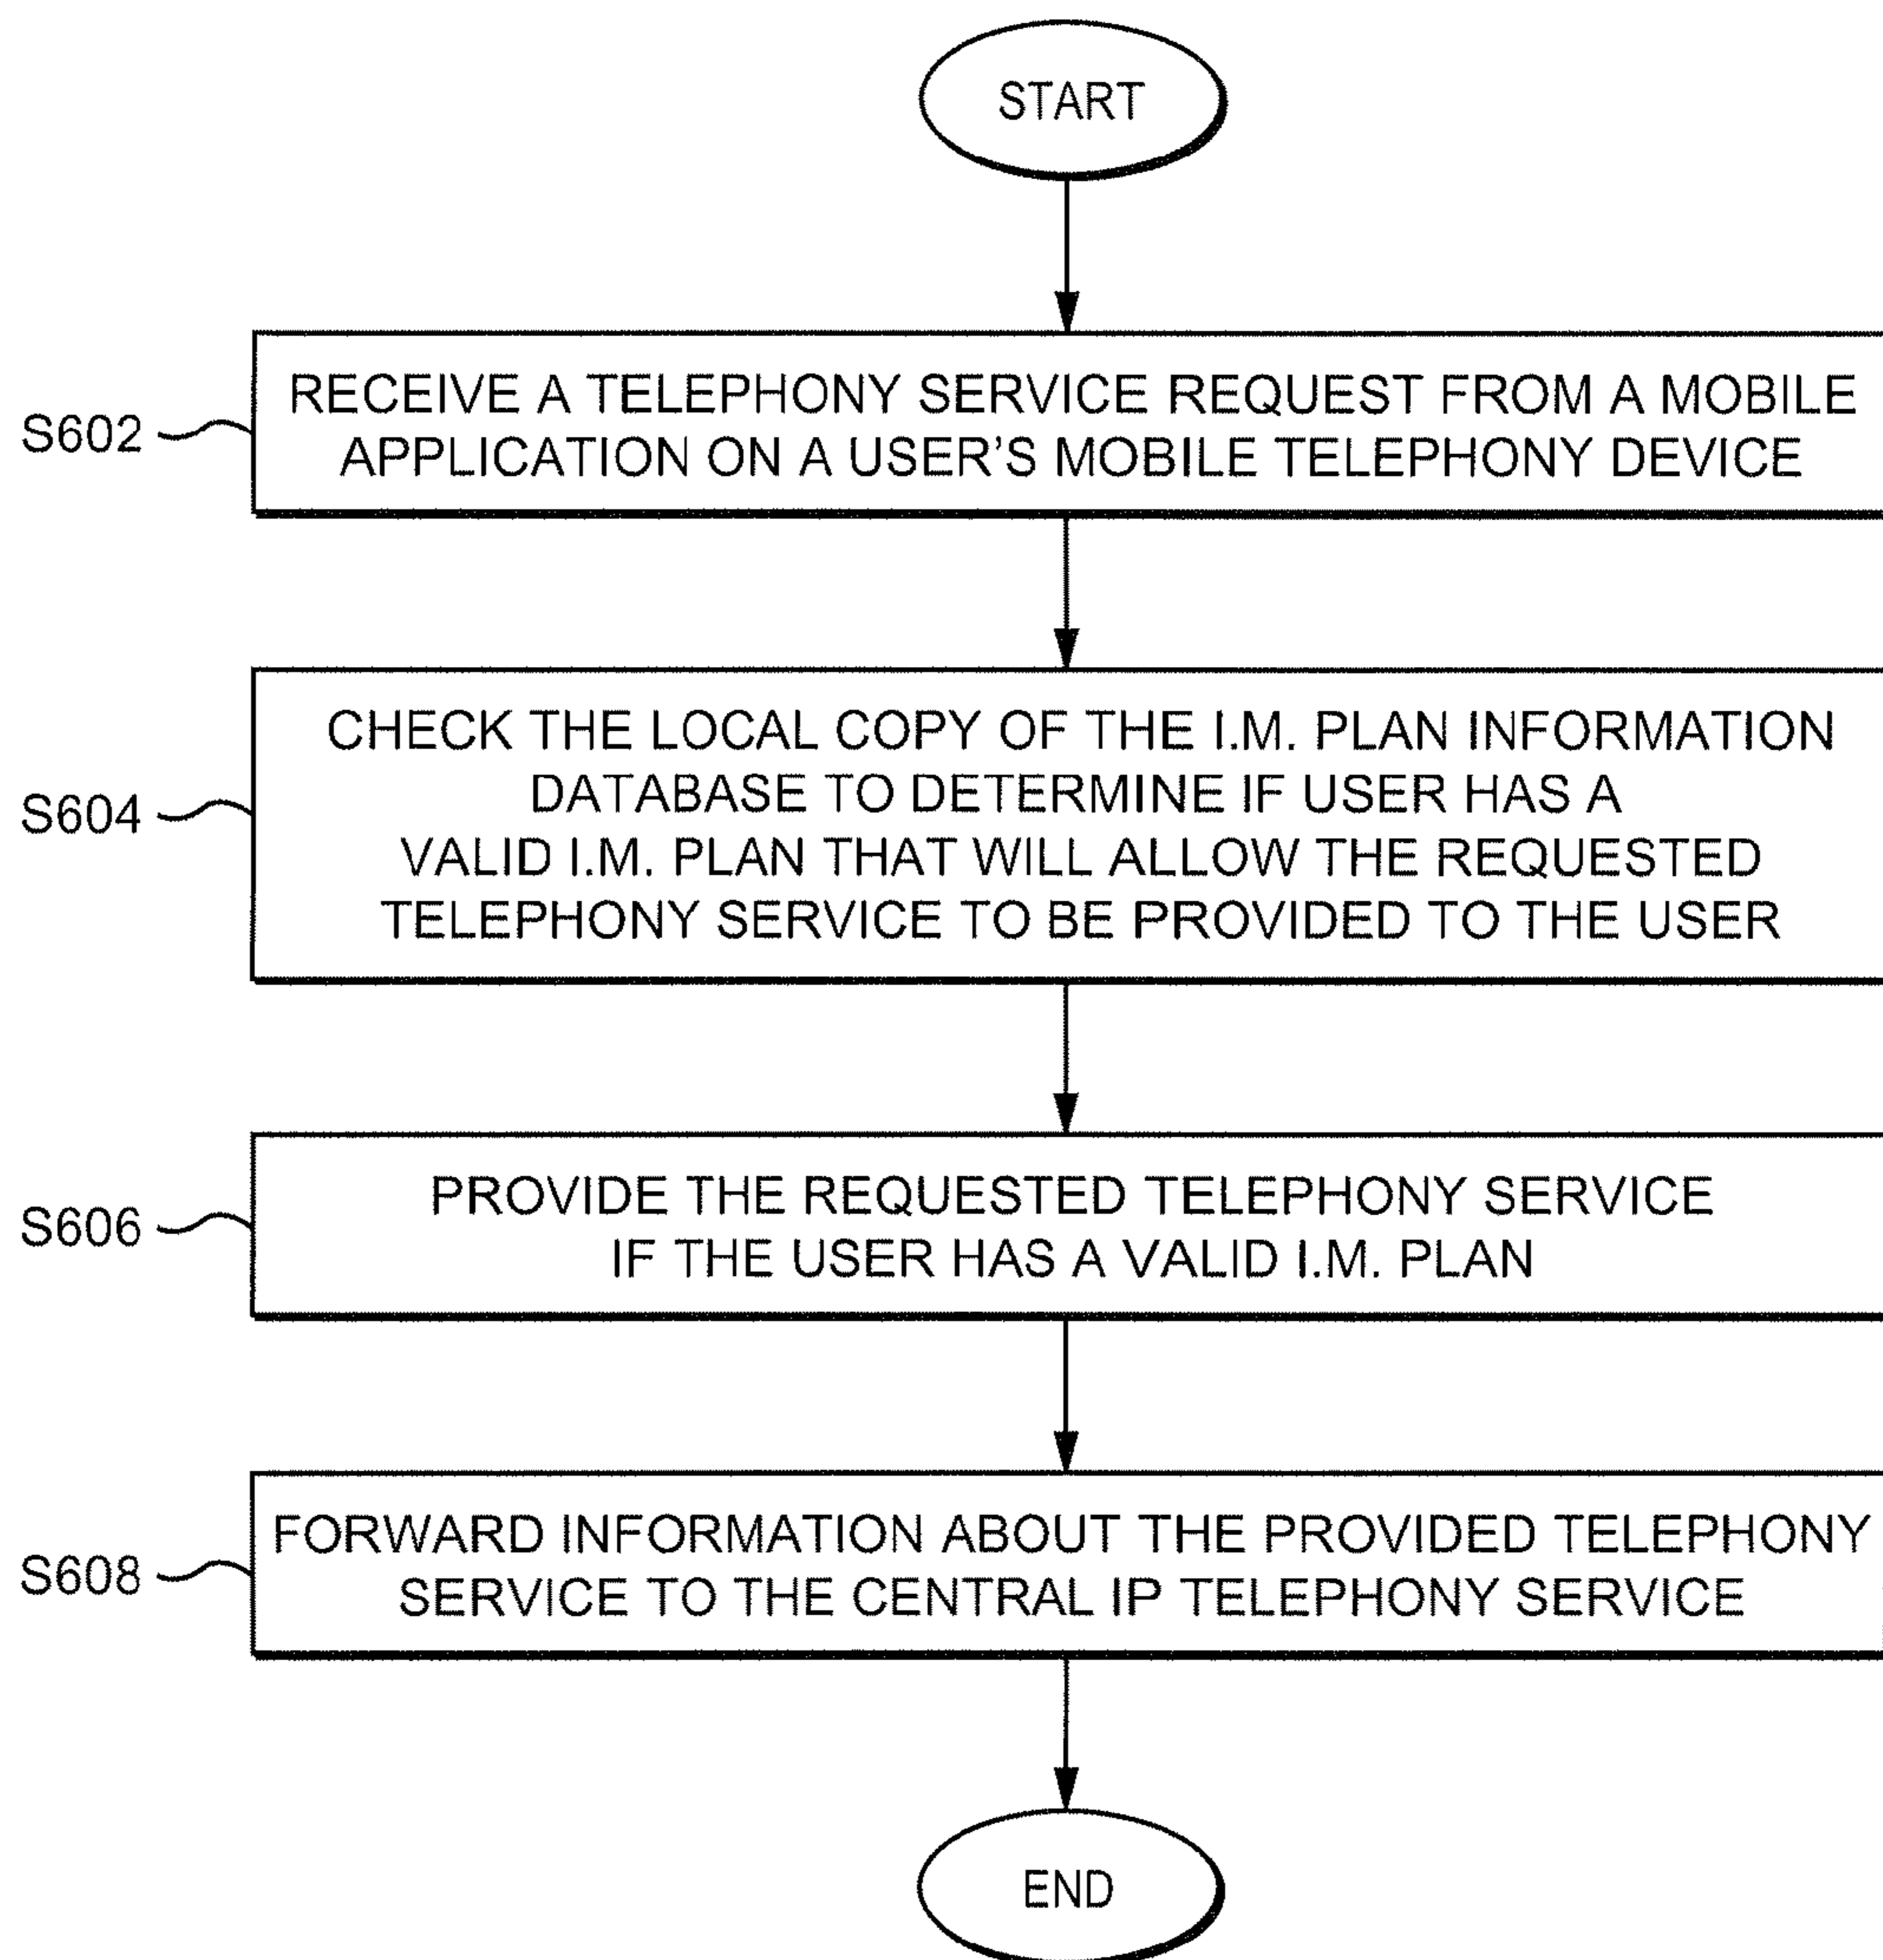 START
S602
RECEIVE A TELEPHONY SERVICE REQUEST FROM A MOBILE
APPLICATION ON A USER'S MOBILE TELEPHONY DEVICE
S604
CHECK THE LOCAL COPY OF THE I.M. PLAN INFORMATION
DATABASE TO DETERMINE IF USER HAS A
VALID I.M. PLAN THAT WILL ALLOW THE REQUESTED
TELEPHONY SERVICE TO BE PROVIDED TO THE USER
S606
PROVIDE THE REQUESTED TELEPHONY SERVICE
IF THE USER HAS A VALID I.M. PLAN
S608
FORWARD INFORMATION ABOUT THE PROVIDED TELEPHONY
SERVICE TO THE CENTRAL IP TELEPHONY SERVICE
END